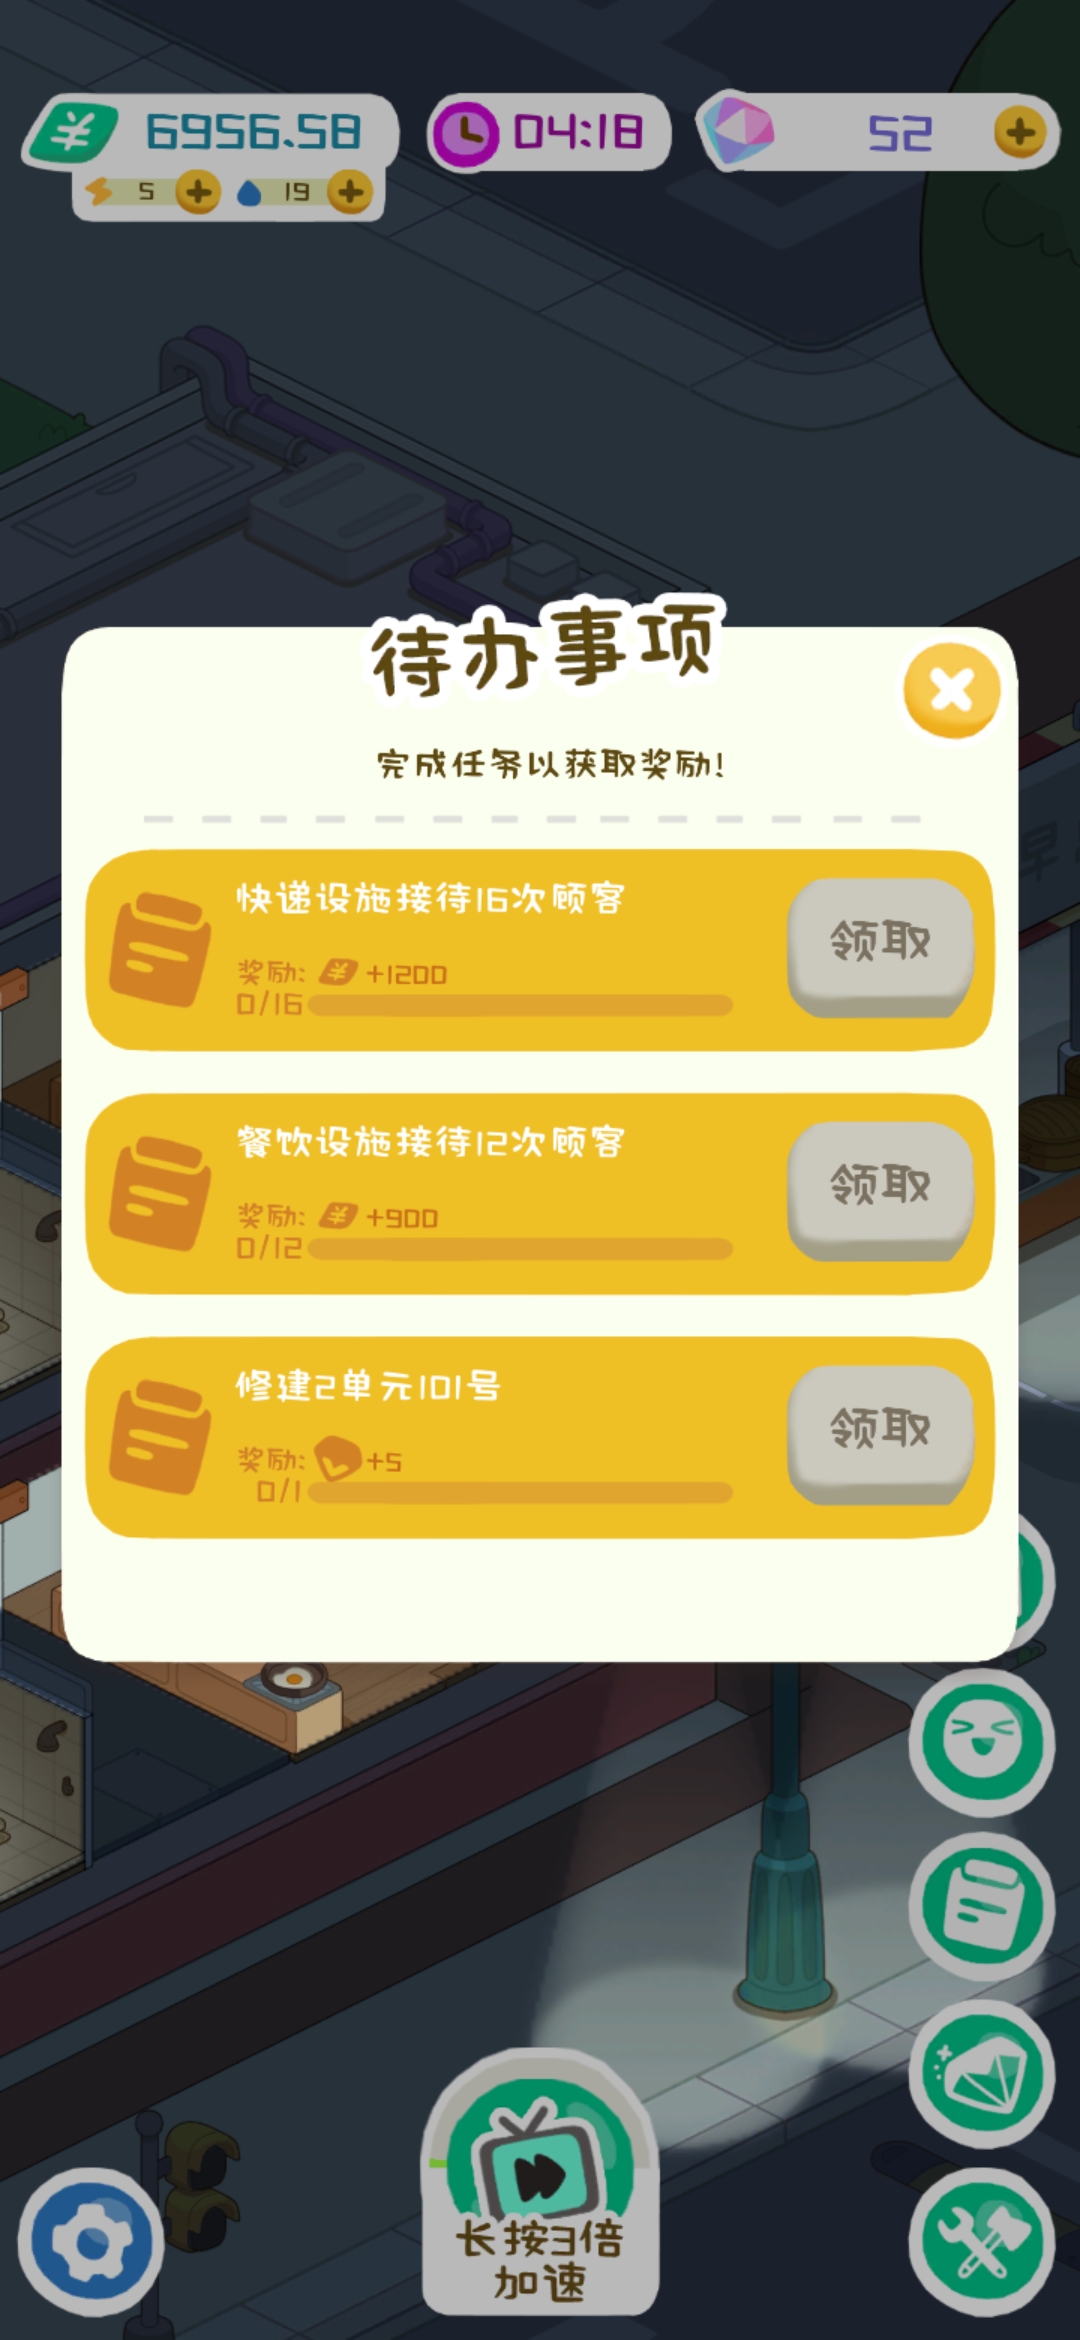 6956.58
04:18
52
5
19
待办事项
完成任务以获取奖励!
快递设施接待16次顾客
奖励: +1200
0/16
领取
餐饮设施接待12次顾客
奖励: +900
0/12
领取
修建2单元101号
奖励: +5
0/1
领取
早
长按3倍
加速